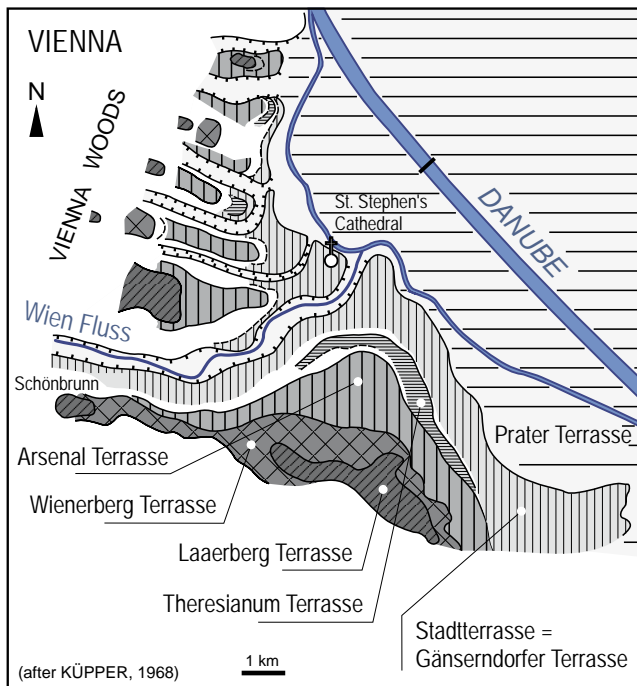 VIENNA
N
VIENNA WOODS
St. Stephen's
Cathedral
DANUBE
Wien Fluss
Schönbrunn
Prater Terrasse
Arsenal Terrasse
Wienerberg Terrasse
Laaerberg Terrasse
Theresianum Terrasse
Stadtterrasse =
Gänserndorfer Terrasse
(after KÜPPER, 1968)
1 km